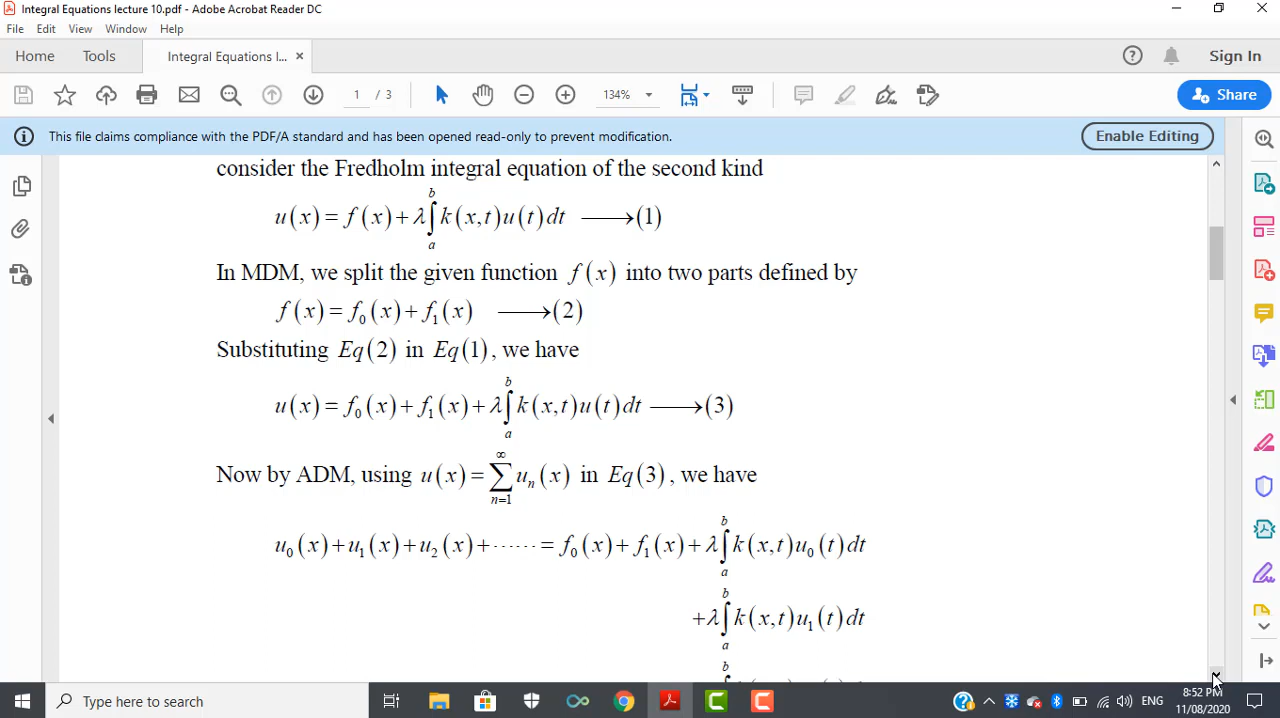 Integral Equations lecture 10.pdf - Adobe Acrobat Reader DC
File Edit View Window Help
Home Tools Integral Equations l... × Sign In
1 / 3 134% Share
This file claims compliance with the PDF/A standard and has been opened read-only to prevent modification. Enable Editing
consider the Fredholm integral equation of the second kind
u(x) = f(x) + λ∫_a^b k(x,t)u(t)dt ⟶(1)
In MDM, we split the given function f(x) into two parts defined by
f(x) = f₀(x) + f₁(x) ⟶(2)
Substituting Eq(2) in Eq(1), we have
u(x) = f₀(x) + f₁(x) + λ∫_a^b k(x,t)u(t)dt ⟶(3)
Now by ADM, using u(x) = ∑_{n=1}^∞ uₙ(x) in Eq(3), we have
u₀(x) + u₁(x) + u₂(x) + ⋯⋯ = f₀(x) + f₁(x) + λ∫_a^b k(x,t)u₀(t)dt
+ λ∫_a^b k(x,t)u₁(t)dt
b
Type here to search ENG 8:52 PM
11/08/2020